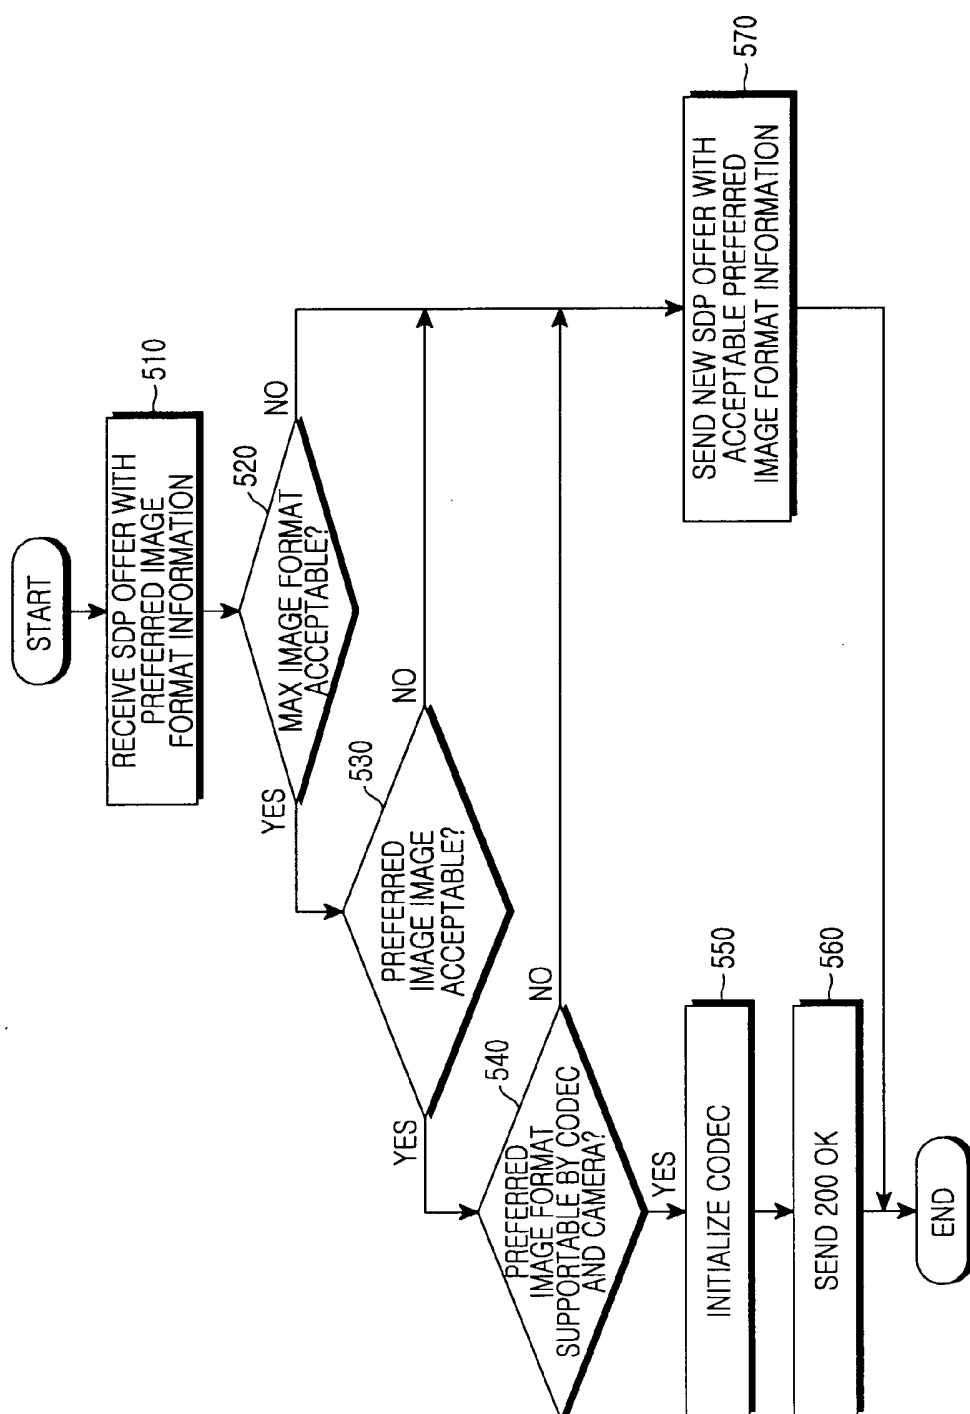 START
510
RECEIVE SDP OFFER WITH
PREFERRED IMAGE
FORMAT INFORMATION
520
MAX IMAGE FORMAT
ACCEPTABLE?
YES
NO
530
PREFERRED
IMAGE IMAGE
ACCEPTABLE?
YES
NO
540
PREFERRED
IMAGE FORMAT
SUPPORTABLE BY CODEC
AND CAMERA?
NO
YES
550
INITIALIZE CODEC
560
SEND 200 OK
570
SEND NEW SDP OFFER WITH
ACCEPTABLE PREFERRED
IMAGE FORMAT INFORMATION
END